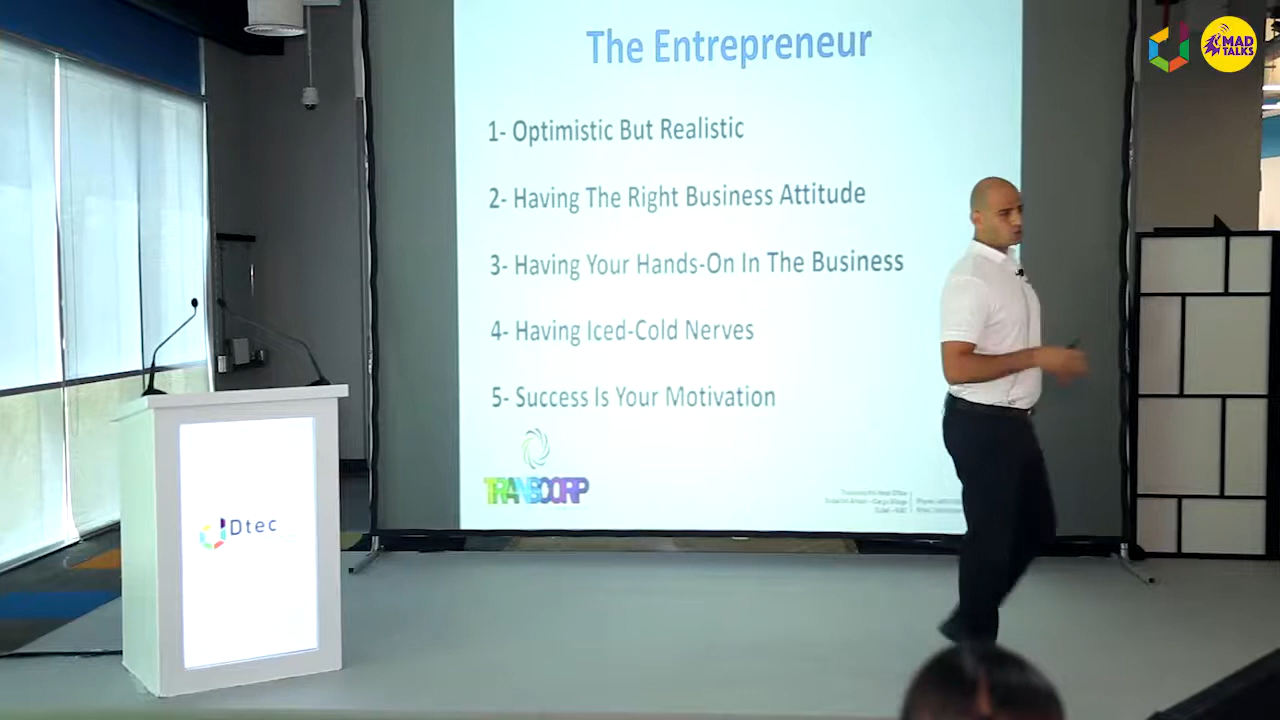 The Entrepreneur
1- Optimistic But Realistic
2- Having The Right Business Attitude
3- Having Your Hands-On In The Business
4- Having Iced-Cold Nerves
5- Success Is Your Motivation
TRANSCORP
Dtec
MAD
TALKS